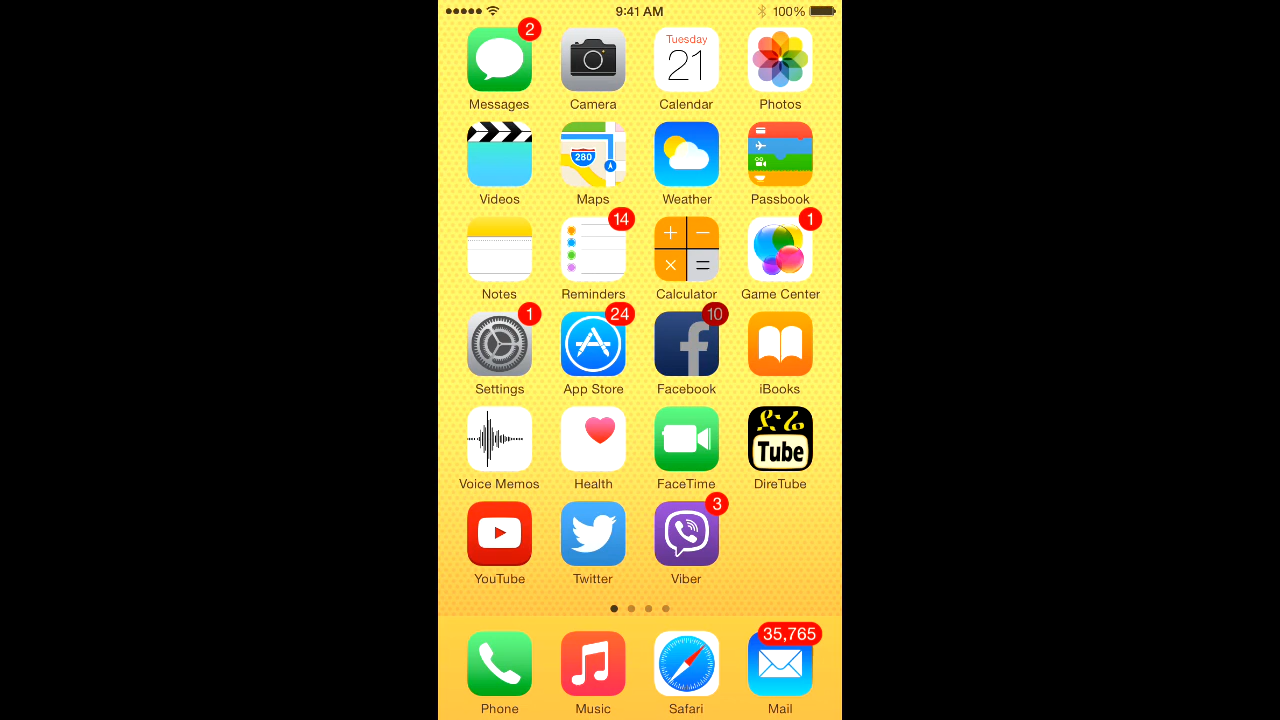 9:41 AM 100%
2
Tuesday
21
Messages Camera Calendar Photos
280
Videos Maps Weather Passbook
14 1
Notes Reminders Calculator Game Center
1 24 10
Settings App Store Facebook iBooks
ድሬ
Tube
Voice Memos Health FaceTime DireTube
3
YouTube Twitter Viber
35,765
Phone Music Safari Mail